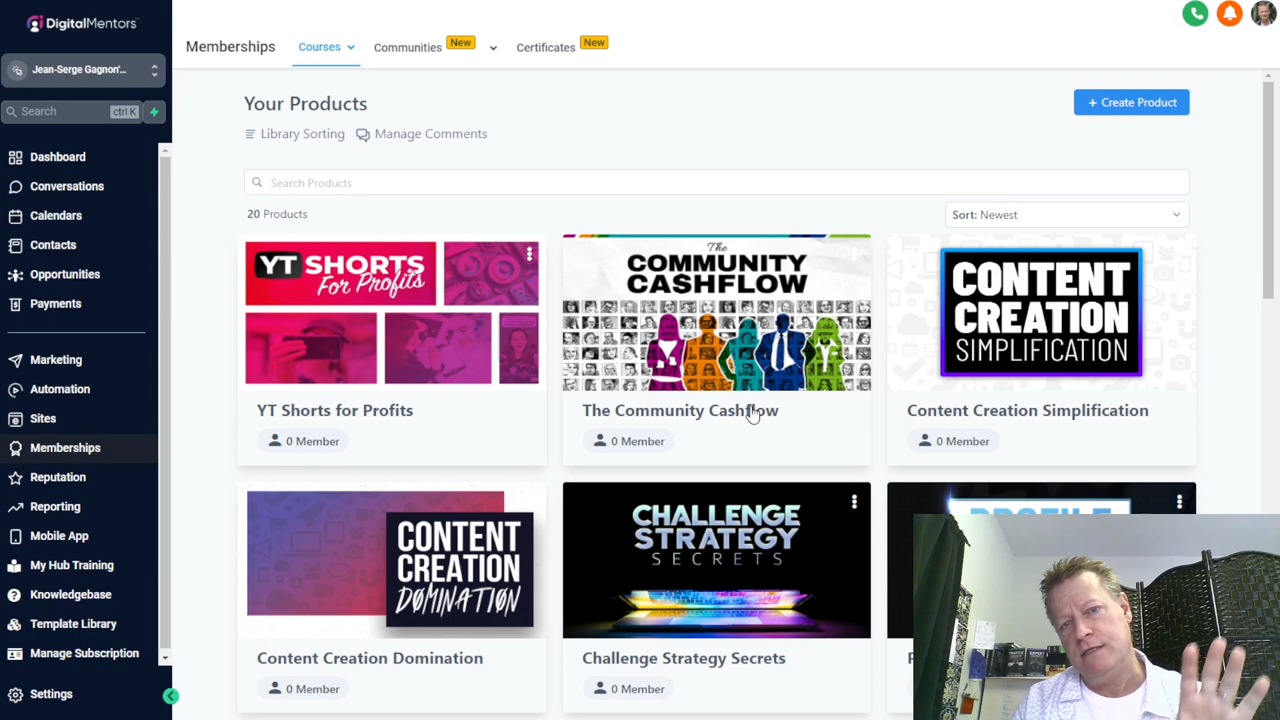 DigitalMentors
Jean-Serge Gagnon'...
Search
ctrl K
Dashboard
Conversations
Calendars
Contacts
Opportunities
Payments
Marketing
Automation
Sites
Memberships
Reputation
Reporting
Mobile App
My Hub Training
Knowledgebase
Template Library
Manage Subscription
Settings
Memberships
Courses
Communities
New
Certificates
New
Your Products
+ Create Product
Library Sorting
Manage Comments
Search Products
20 Products
Sort: Newest
YT SHORTS
For Profits
YT Shorts for Profits
0 Member
The
COMMUNITY
CASHFLOW
The Community Cashflow
0 Member
CONTENT
CREATION
SIMPLIFICATION
Content Creation Simplification
0 Member
CONTENT
CREATION
DOMINATION
Content Creation Domination
0 Member
CHALLENGE
STRATEGY
SECRETS
Challenge Strategy Secrets
0 Member
PROFILE